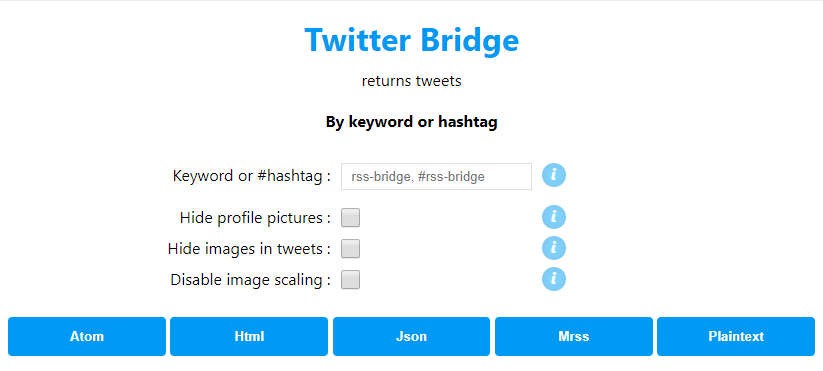 Twitter Bridge
returns tweets
By keyword or hashtag
Keyword or #hashtag : rss-bridge, #rss-bridge i
Hide profile pictures : i
Hide images in tweets : i
Disable image scaling : i
Atom Html Json Mrss Plaintext